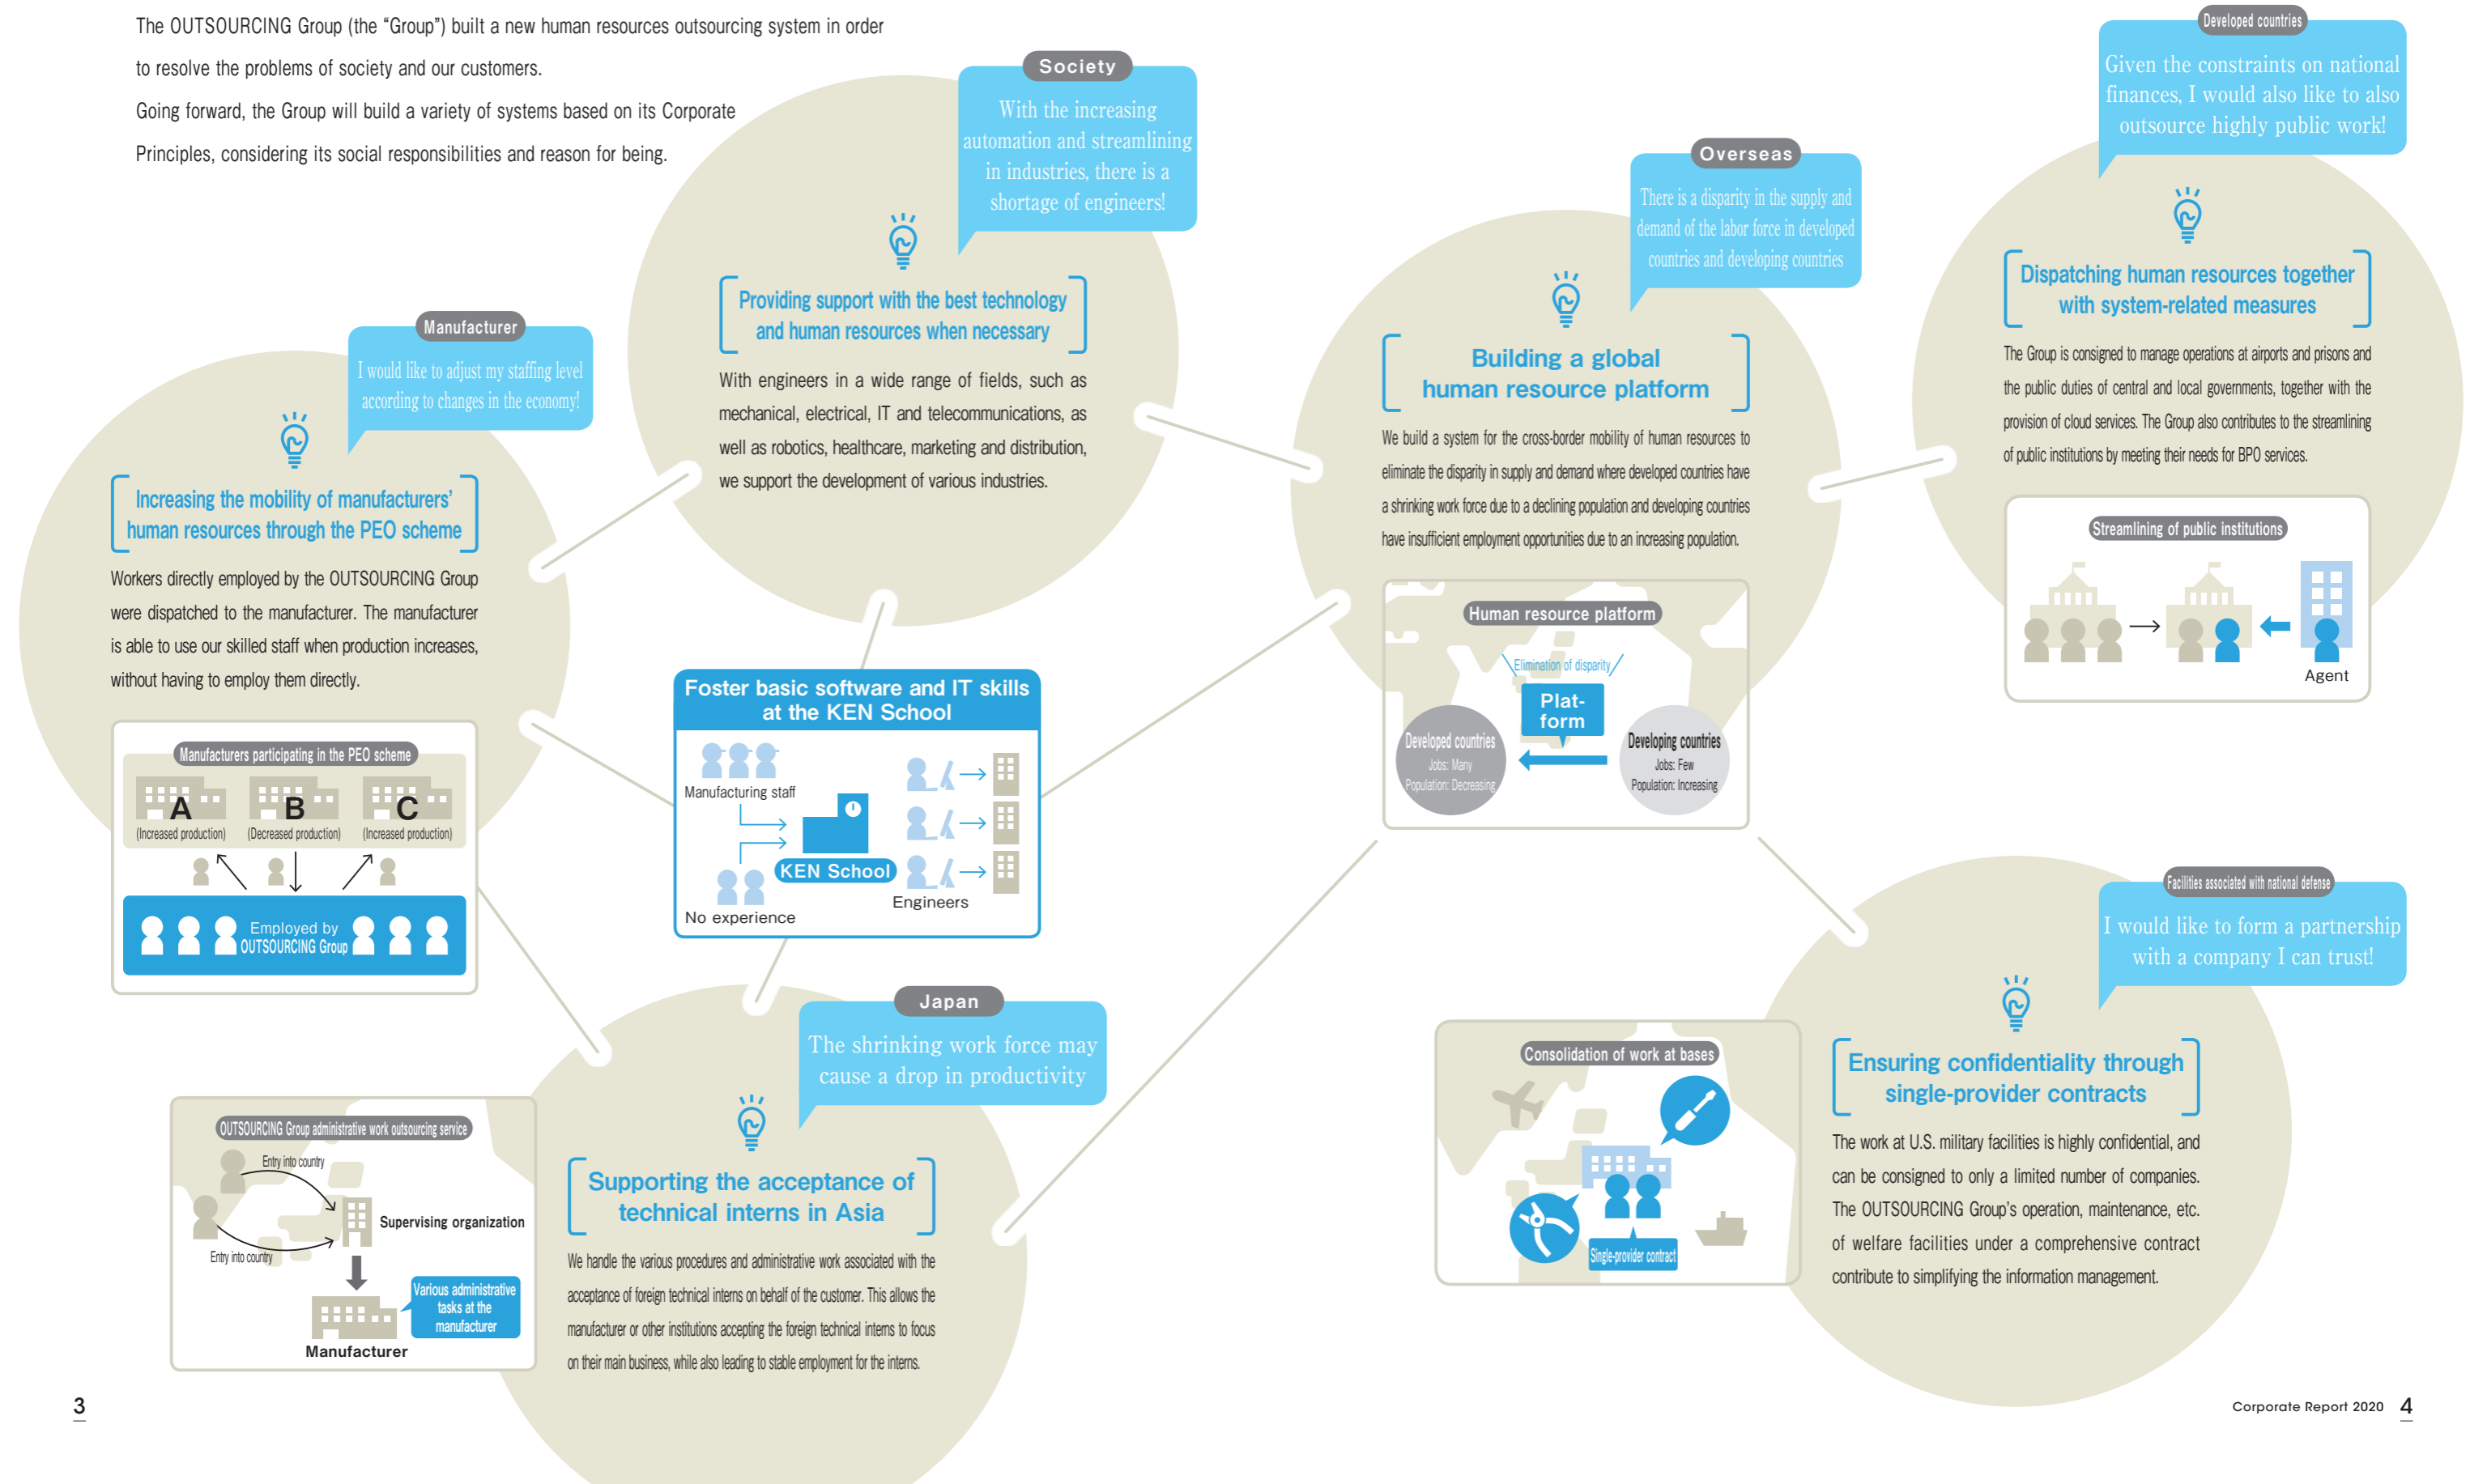 The OUTSOURCING Group (the “Group”) built a new human resources outsourcing system in order
to resolve the problems of society and our customers.
Going forward, the Group will build a variety of systems based on its Corporate
Principles, considering its social responsibilities and reason for being.
Manufacturer
I would like to adjust my staffing level
according to changes in the economy!
Increasing the mobility of manufacturers’
human resources through the PEO scheme
Workers directly employed by the OUTSOURCING Group
were dispatched to the manufacturer. The manufacturer
is able to use our skilled staff when production increases,
without having to employ them directly.
Manufacturers participating in the PEO scheme
A B C
(Increased production) (Decreased production) (Increased production)
Employed by
OUTSOURCING Group
Society
With the increasing
automation and streamlining
in industries, there is a
shortage of engineers!
Providing support with the best technology
and human resources when necessary
With engineers in a wide range of fields, such as
mechanical, electrical, IT and telecommunications, as
well as robotics, healthcare, marketing and distribution,
we support the development of various industries.
Foster basic software and IT skills
at the KEN School
Manufacturing staff
KEN School
No experience
Engineers
Japan
The shrinking work force may
cause a drop in productivity
Supporting the acceptance of
technical interns in Asia
We handle the various procedures and administrative work associated with the
acceptance of foreign technical interns on behalf of the customer. This allows the
manufacturer or other institutions accepting the foreign technical interns to focus
on their main business, while also leading to stable employment for the interns.
OUTSOURCING Group administrative work outsourcing service
Entry into country
Supervising organization
Entry into country
Various administrative
tasks at the
manufacturer
Manufacturer
3
Overseas
There is a disparity in the supply and
demand of the labor force in developed
countries and developing countries
Building a global
human resource platform
We build a system for the cross-border mobility of human resources to
eliminate the disparity in supply and demand where developed countries have
a shrinking work force due to a declining population and developing countries
have insufficient employment opportunities due to an increasing population.
Human resource platform
Elimination of disparity
Plat-
form
Developed countries
Jobs: Many
Population: Decreasing
Developing countries
Jobs: Few
Population: Increasing
Developed countries
Given the constraints on national
finances, I would also like to also
outsource highly public work!
Dispatching human resources together
with system-related measures
The Group is consigned to manage operations at airports and prisons and
the public duties of central and local governments, together with the
provision of cloud services. The Group also contributes to the streamlining
of public institutions by meeting their needs for BPO services.
Streamlining of public institutions
Agent
Facilities associated with national defense
I would like to form a partnership
with a company I can trust!
Ensuring confidentiality through
single-provider contracts
The work at U.S. military facilities is highly confidential, and
can be consigned to only a limited number of companies.
The OUTSOURCING Group’s operation, maintenance, etc.
of welfare facilities under a comprehensive contract
contribute to simplifying the information management.
Consolidation of work at bases
Single-provider contract
Corporate Report 2020 4